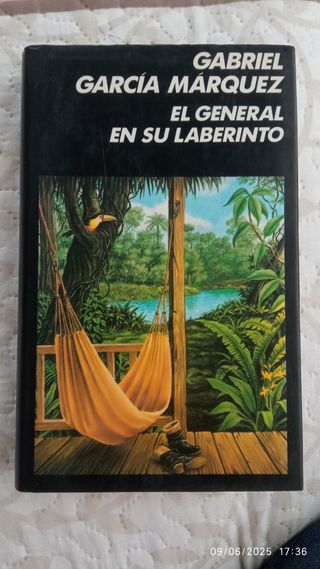 GABRIEL
GARCÍA MÁRQUEZ
EL GENERAL
EN SU LABERINTO
09/06/2025 17:36